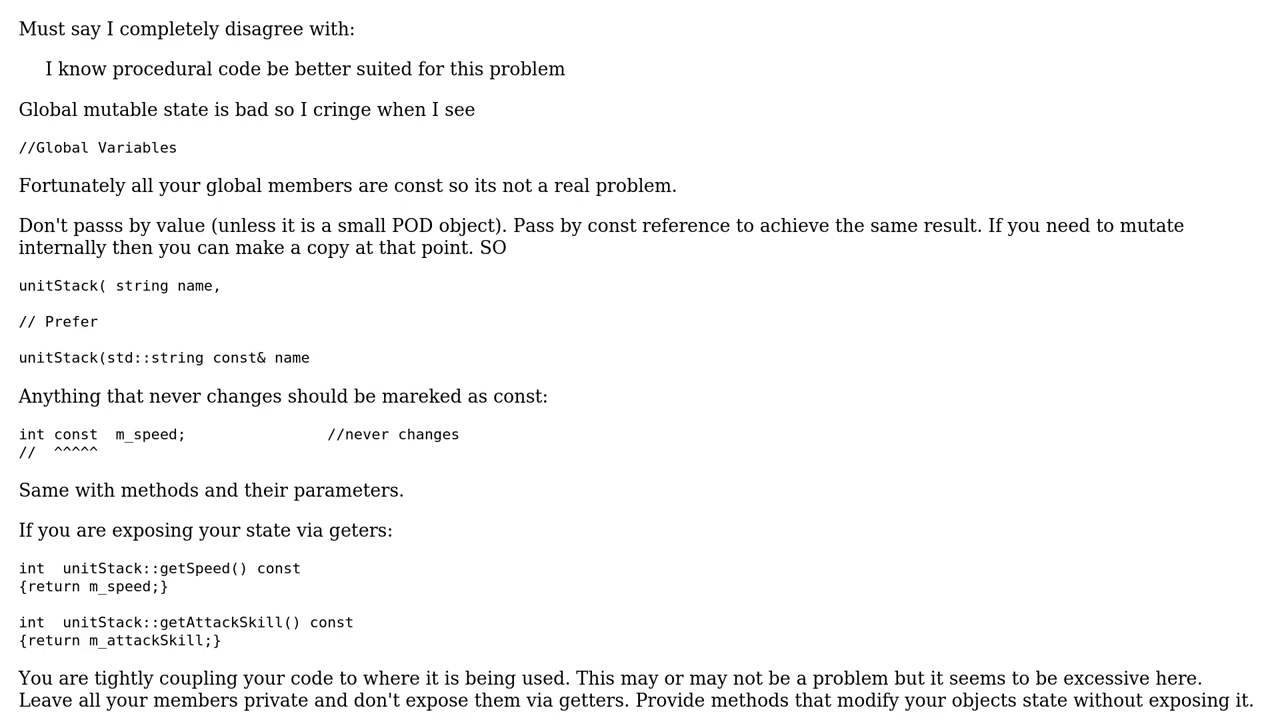 Must say I completely disagree with:
I know procedural code be better suited for this problem
Global mutable state is bad so I cringe when I see
//Global Variables
Fortunately all your global members are const so its not a real problem.
Don't passs by value (unless it is a small POD object). Pass by const reference to achieve the same result. If you need to mutate
internally then you can make a copy at that point. SO
unitStack( string name,
// Prefer
unitStack(std::string const& name
Anything that never changes should be mareked as const:
int const  m_speed;                //never changes
//  ^^^^^
Same with methods and their parameters.
If you are exposing your state via geters:
int  unitStack::getSpeed() const
{return m_speed;}
int  unitStack::getAttackSkill() const
{return m_attackSkill;}
You are tightly coupling your code to where it is being used. This may or may not be a problem but it seems to be excessive here.
Leave all your members private and don't expose them via getters. Provide methods that modify your objects state without exposing it.